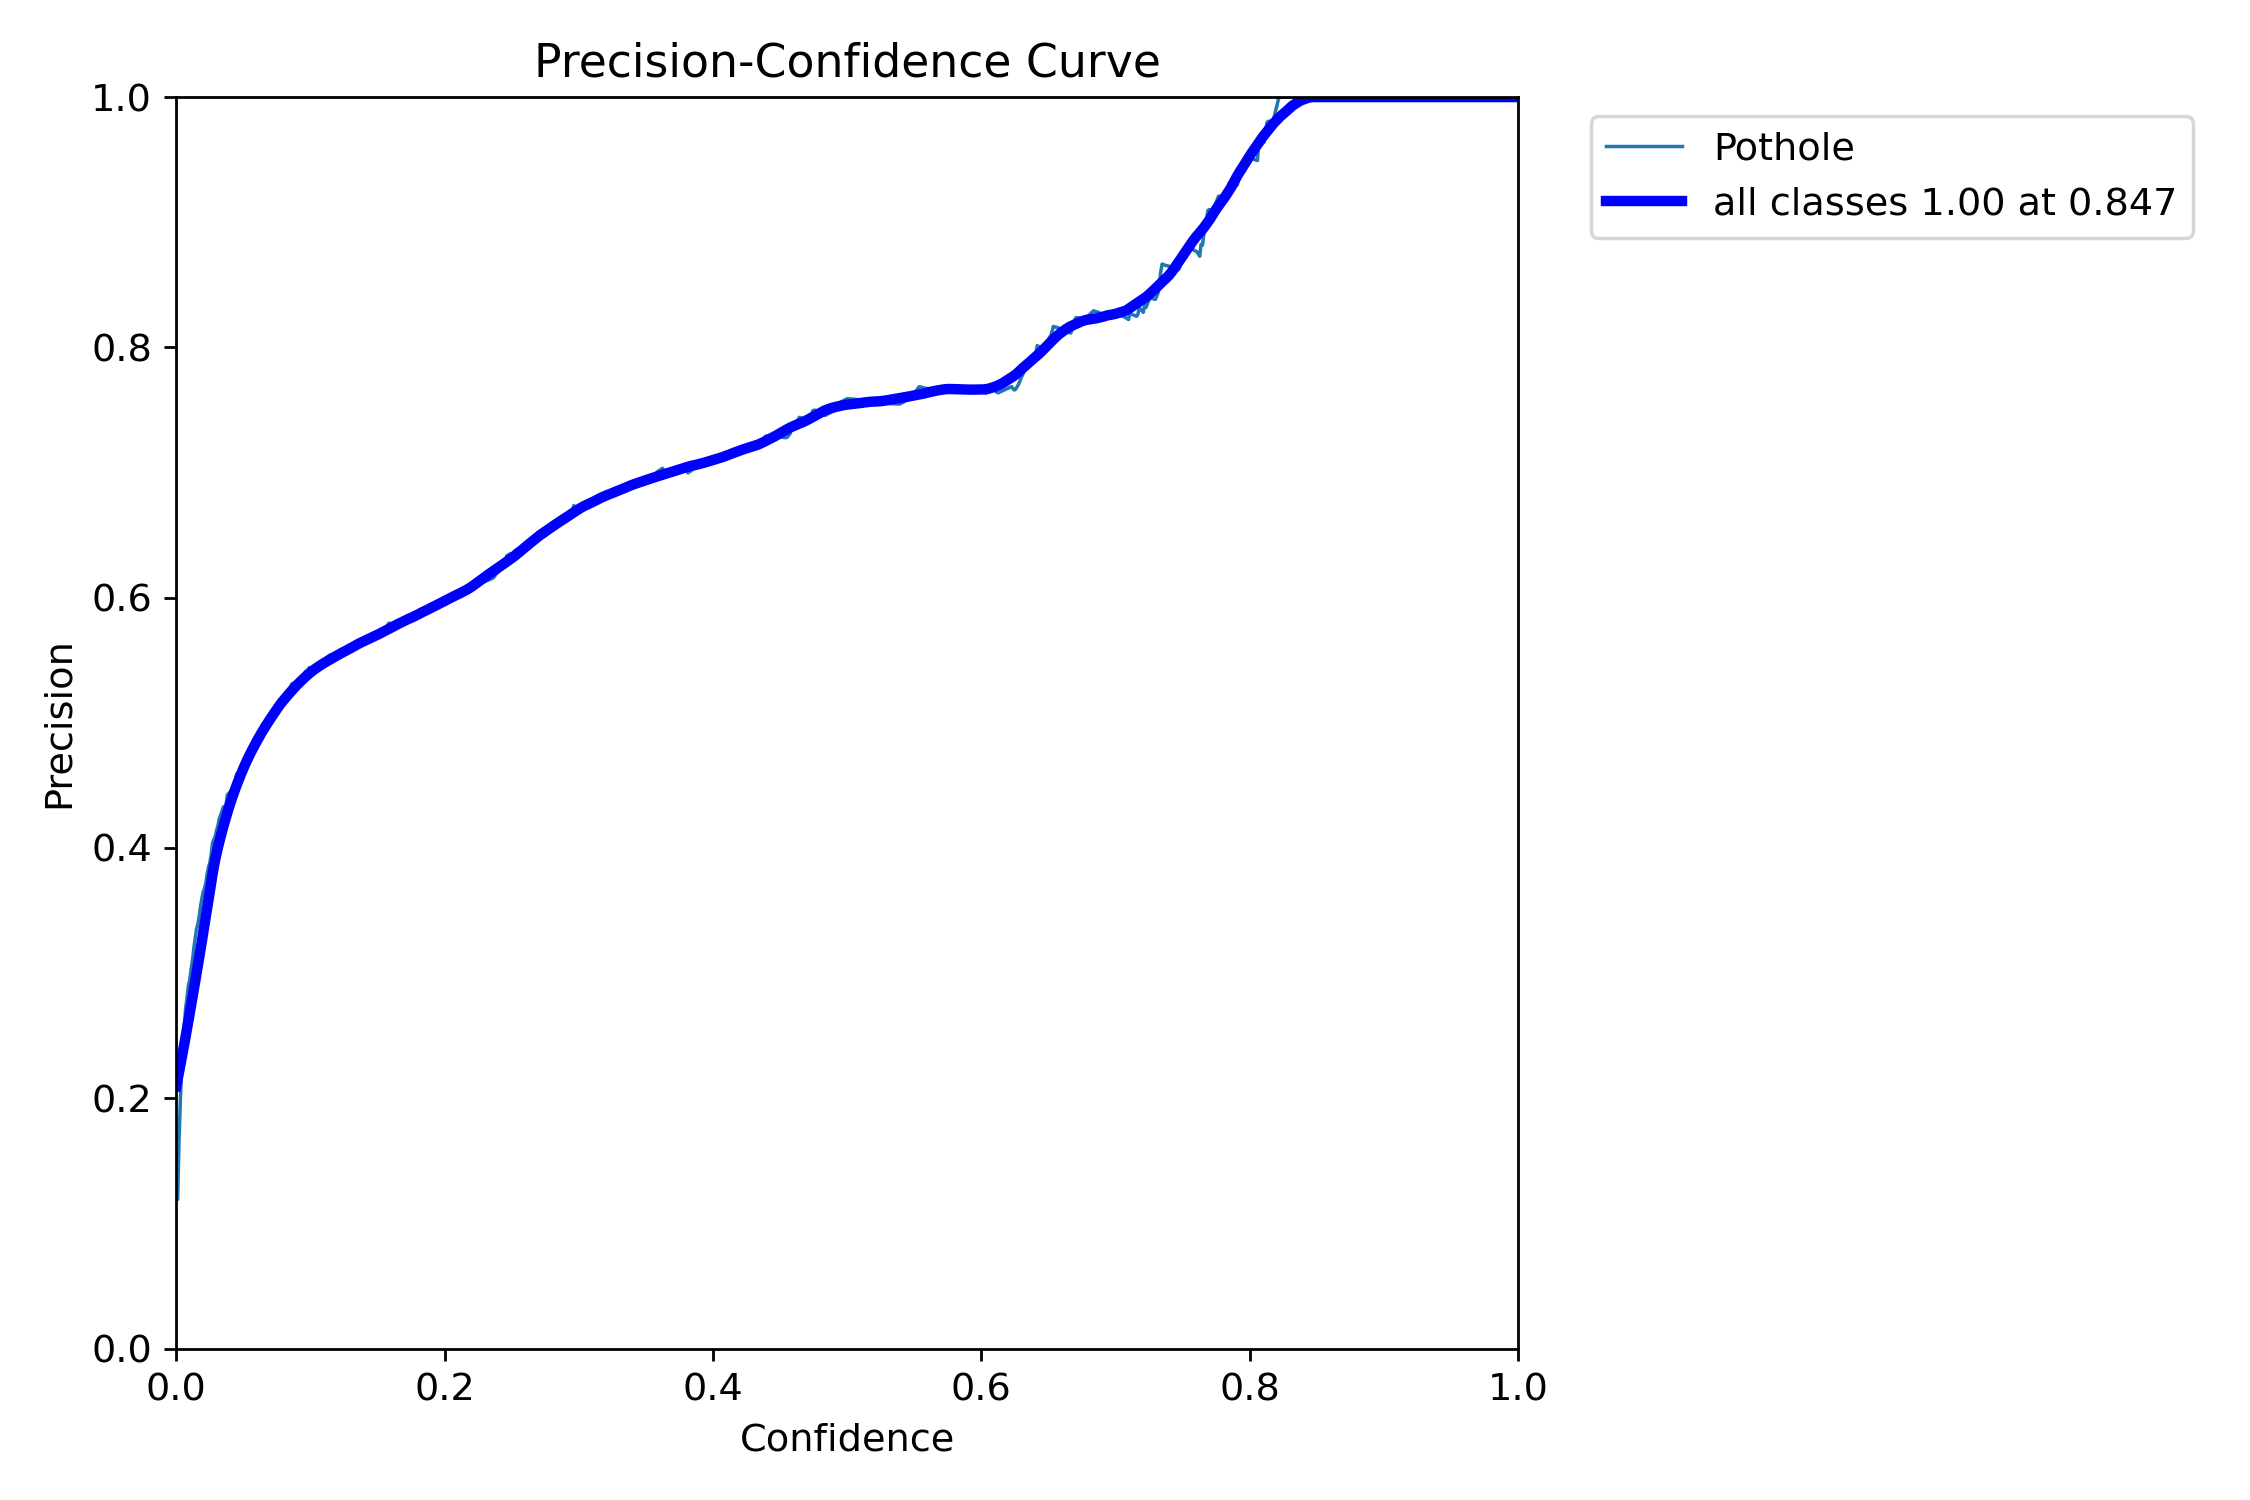 Precision-Confidence Curve
1.0
0.8
0.6
0.4
0.2
0.0
Precision
0.0 0.2 0.4 0.6 0.8 1.0
Confidence
Pothole
all classes 1.00 at 0.847